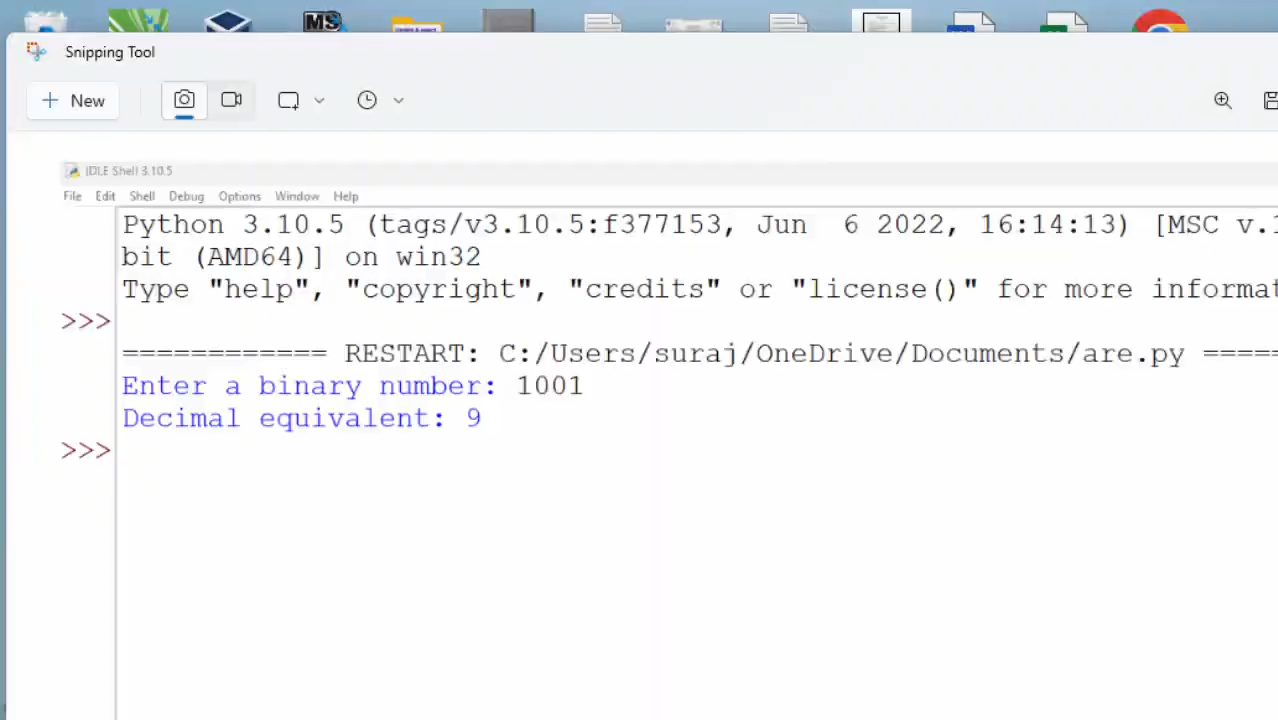 MS
Snipping Tool
New
IDLE Shell 3.10.5
File Edit Shell Debug Options Window Help
Python 3.10.5 (tags/v3.10.5:f377153, Jun  6 2022, 16:14:13) [MSC v.1
bit (AMD64)] on win32
Type "help", "copyright", "credits" or "license()" for more informat
>>>
============ RESTART: C:/Users/suraj/OneDrive/Documents/are.py =====
Enter a binary number: 1001
Decimal equivalent: 9
>>>